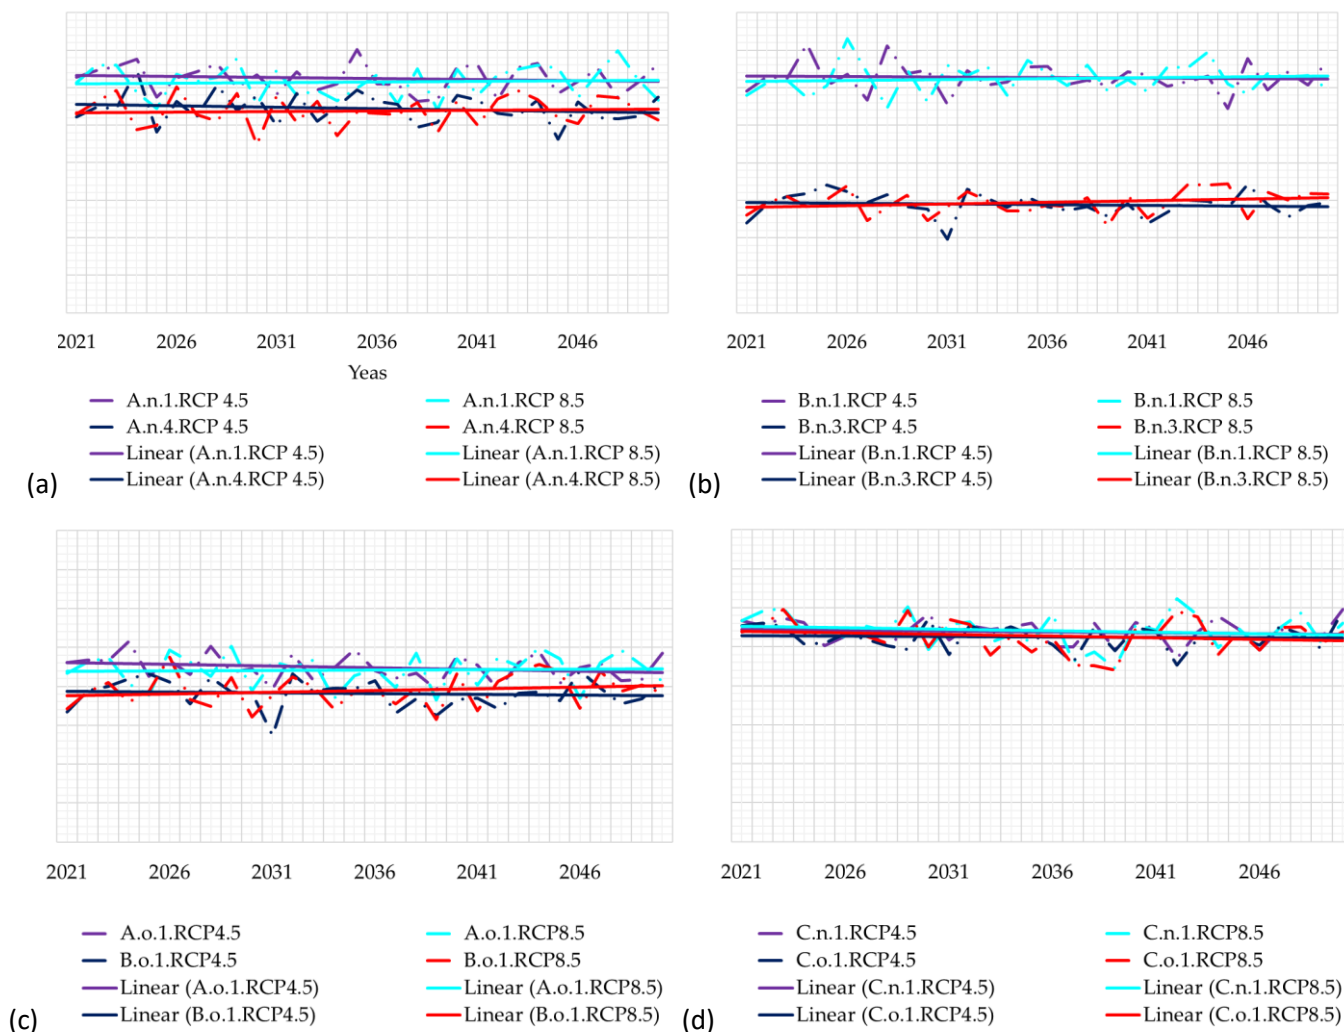 2021 2026 2031 2036 2041 2046
Yeas
A.n.1.RCP 4.5 A.n.1.RCP 8.5
A.n.4.RCP 4.5 A.n.4.RCP 8.5
Linear (A.n.1.RCP 4.5) Linear (A.n.1.RCP 8.5)
Linear (A.n.4.RCP 4.5) Linear (A.n.4.RCP 8.5)
(a)
2021 2026 2031 2036 2041 2046
B.n.1.RCP 4.5 B.n.1.RCP 8.5
B.n.3.RCP 4.5 B.n.3.RCP 8.5
Linear (B.n.1.RCP 4.5) Linear (B.n.1.RCP 8.5)
Linear (B.n.3.RCP 4.5) Linear (B.n.3.RCP 8.5)
(b)
2021 2026 2031 2036 2041 2046
A.o.1.RCP4.5 A.o.1.RCP8.5
B.o.1.RCP4.5 B.o.1.RCP8.5
Linear (A.o.1.RCP4.5) Linear (A.o.1.RCP8.5)
Linear (B.o.1.RCP4.5) Linear (B.o.1.RCP8.5)
(c)
2021 2026 2031 2036 2041 2046
C.n.1.RCP4.5 C.n.1.RCP8.5
C.o.1.RCP4.5 C.o.1.RCP8.5
Linear (C.n.1.RCP4.5) Linear (C.n.1.RCP8.5)
Linear (C.o.1.RCP4.5) Linear (C.o.1.RCP8.5)
(d)